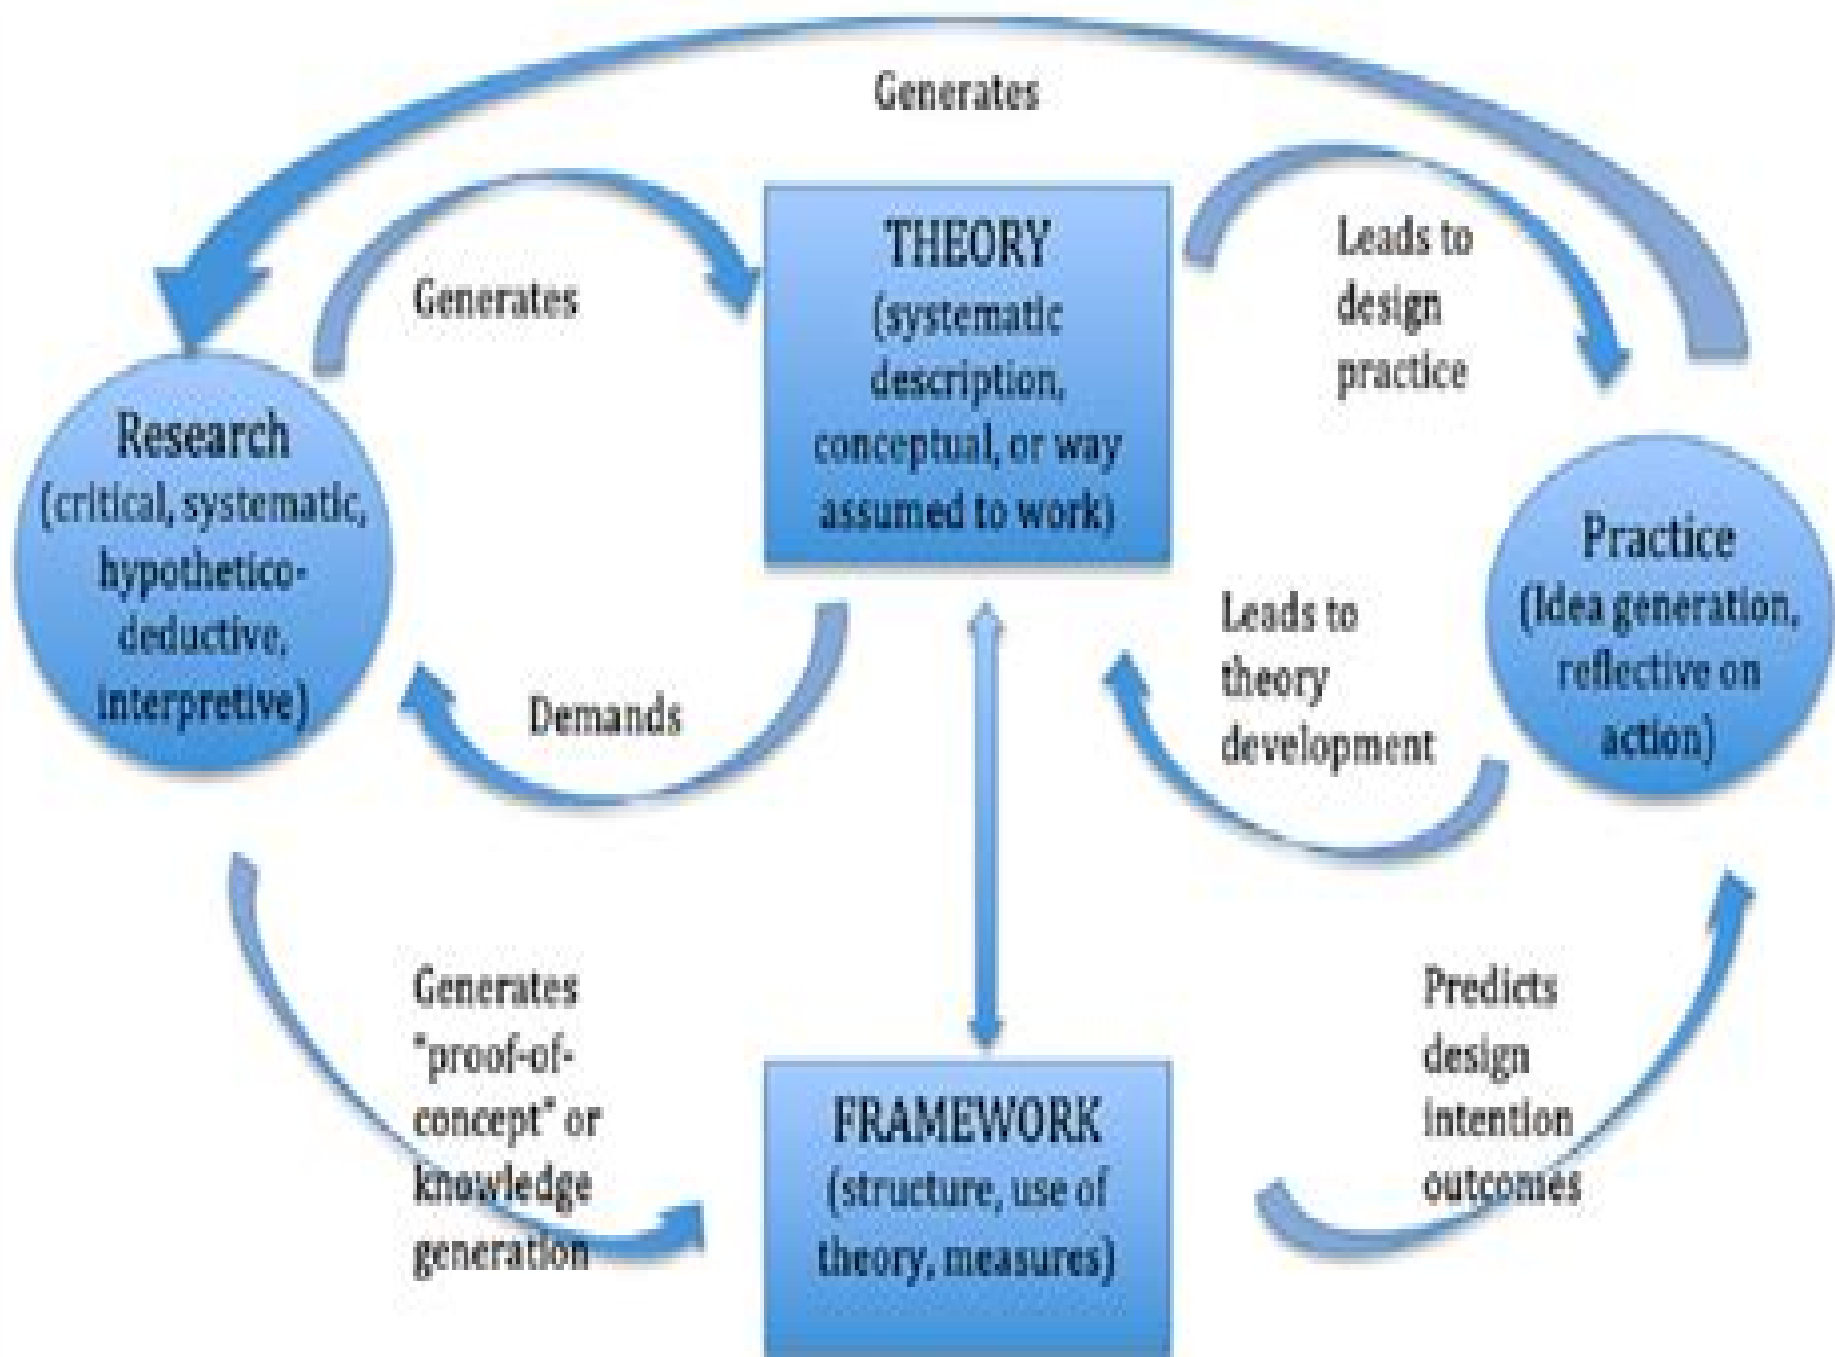 Generates
Generates
THEORY
(systematic
description,
conceptual, or way
assumed to work)
Leads to
design
practice
Research
(critical, systematic,
hypothetico-
deductive,
interpretive)
Practice
(Idea generation,
reflective on
action)
Demands
Leads to
theory
development
Generates
"proof-of-
concept" or
knowledge
generation
FRAMEWORK
(structure, use of
theory, measures)
Predicts
design
intention
outcomes